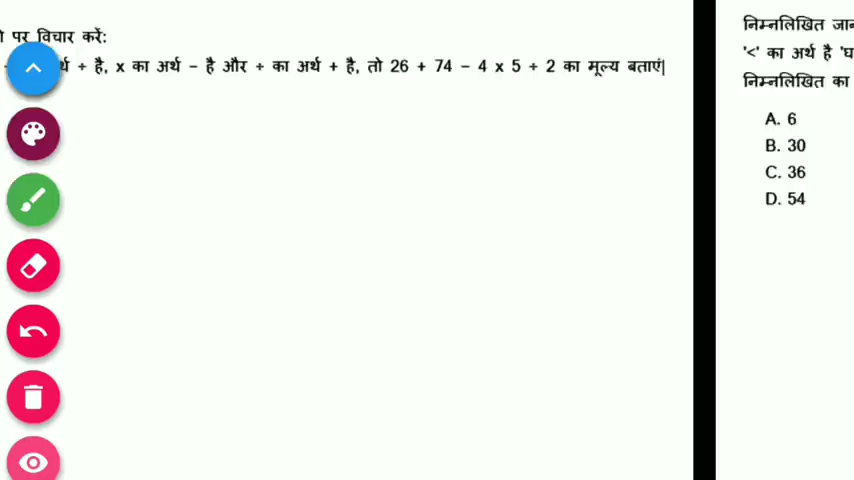 पर विचार करें:
÷ है, x का अर्थ − है और ÷ का अर्थ + है, तो 26 + 74 − 4 x 5 ÷ 2 का मूल्य बताएं|
निम्नलिखित
'<' का अर्थ है
निम्नलिखित का
A. 6
B. 30
C. 36
D. 54